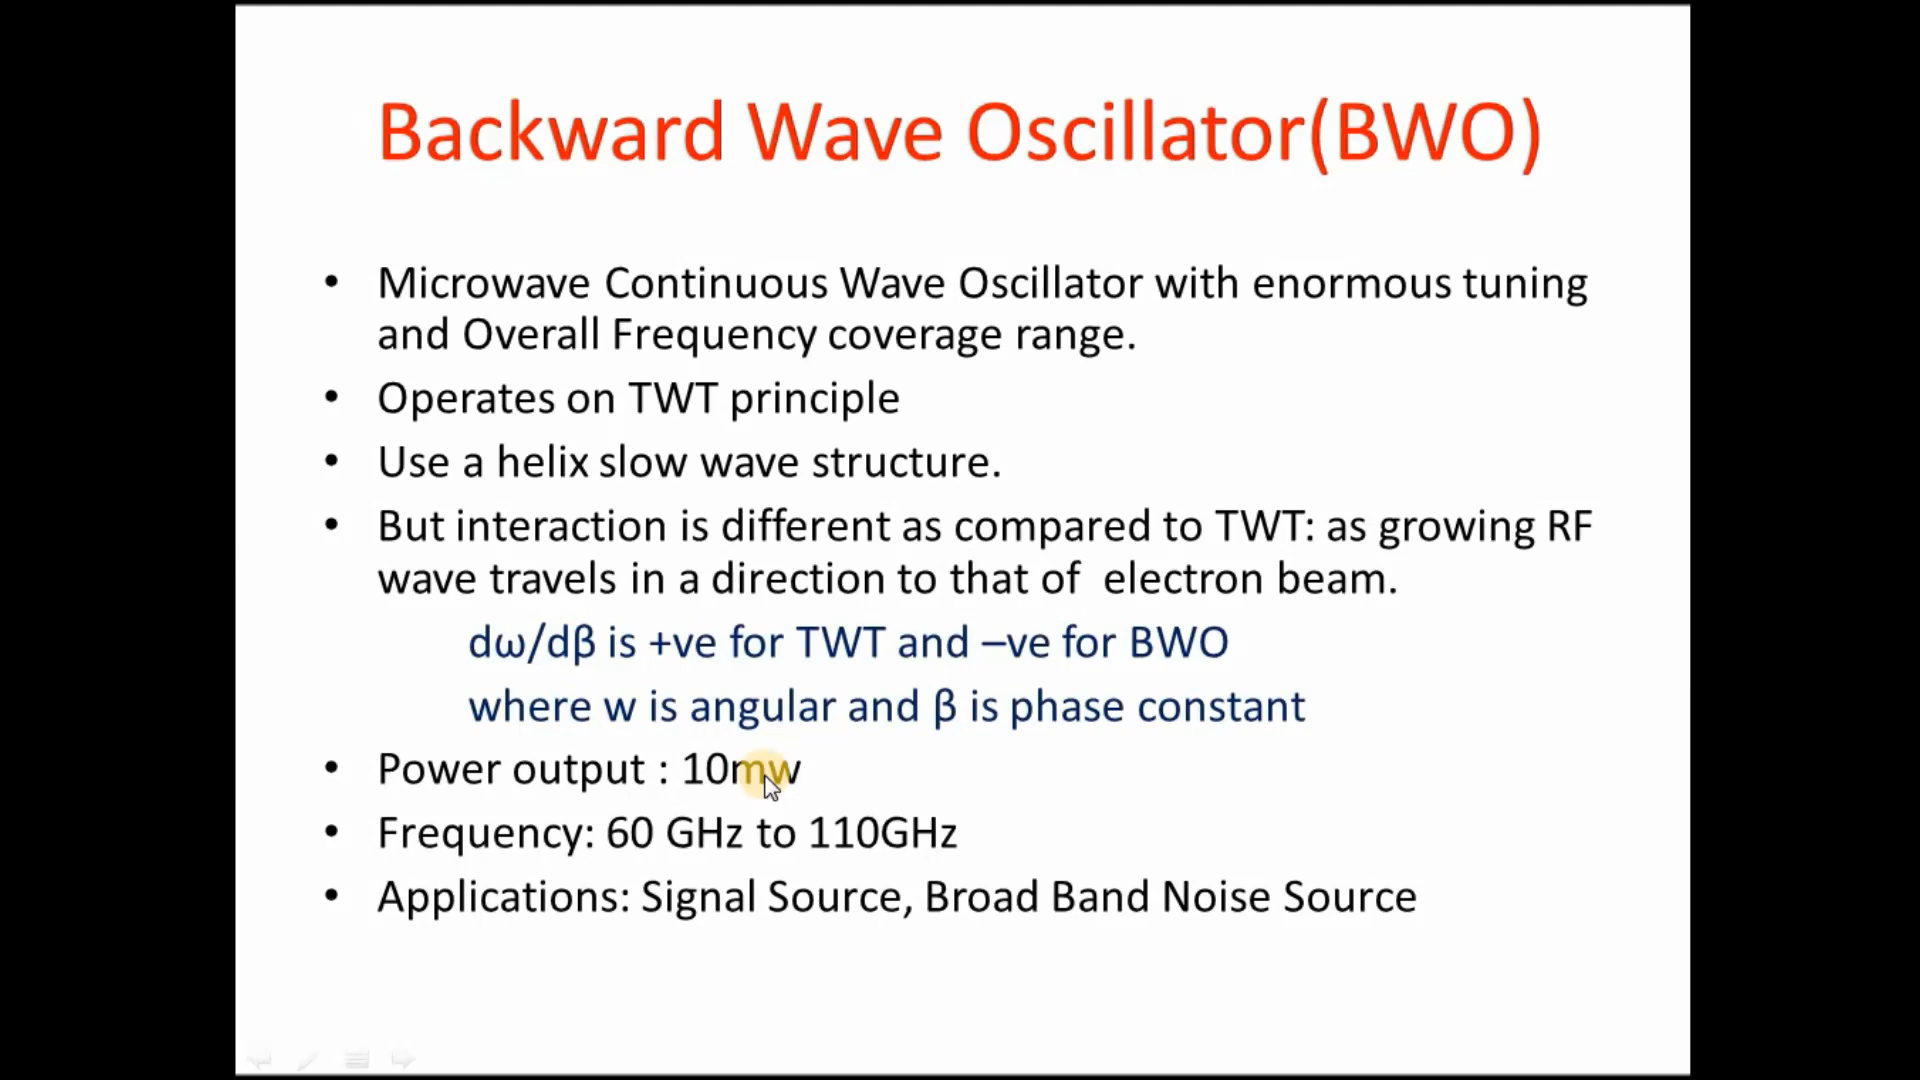 Backward Wave Oscillator(BWO)
• Microwave Continuous Wave Oscillator with enormous tuning
and Overall Frequency coverage range.
• Operates on TWT principle
• Use a helix slow wave structure.
• But interaction is different as compared to TWT: as growing RF
wave travels in a direction to that of electron beam.
dω/dβ is +ve for TWT and –ve for BWO
where w is angular and β is phase constant
• Power output : 10mw
• Frequency: 60 GHz to 110GHz
• Applications: Signal Source, Broad Band Noise Source